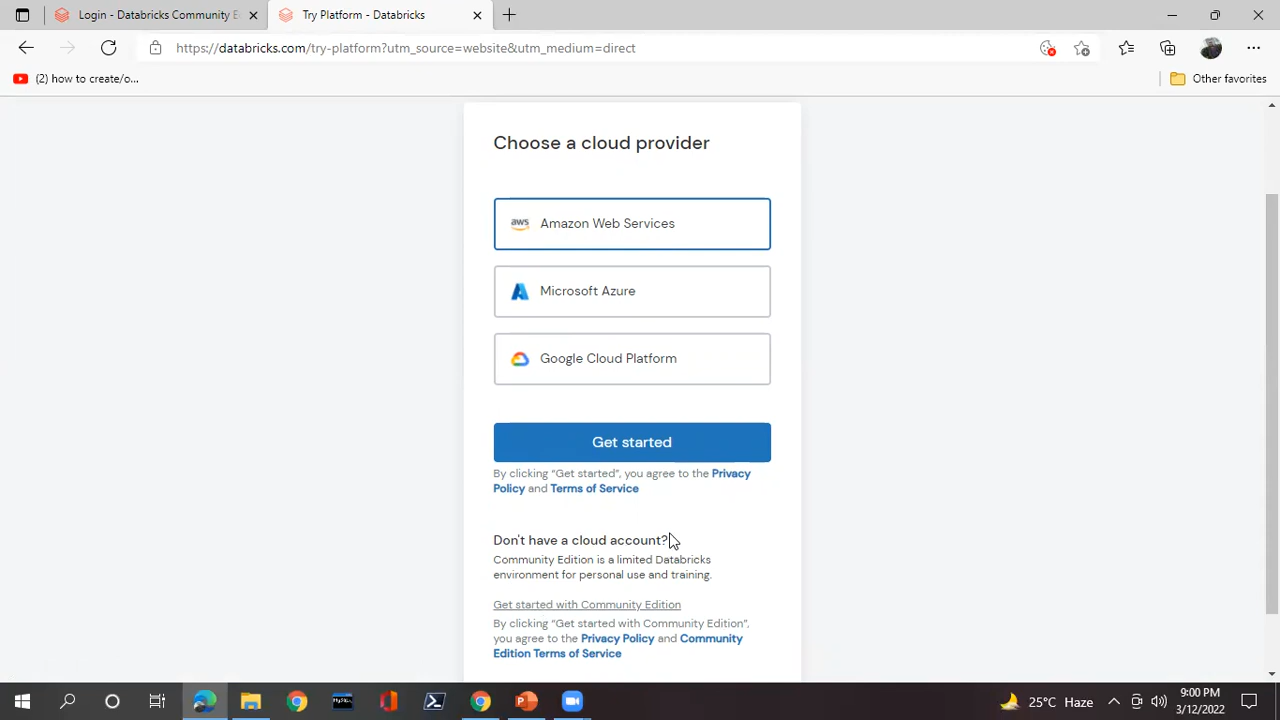 Login - Databricks Community E
Try Platform - Databricks
https://databricks.com/try-platform?utm_source=website&utm_medium=direct
(2) how to create/o...
Other favorites
Choose a cloud provider
aws
Amazon Web Services
Microsoft Azure
Google Cloud Platform
Get started
By clicking “Get started”, you agree to the Privacy
Policy and Terms of Service
Don't have a cloud account?
Community Edition is a limited Databricks
environment for personal use and training.
Get started with Community Edition
By clicking “Get started with Community Edition”,
you agree to the Privacy Policy and Community
Edition Terms of Service
25°C Haze
9:00 PM
3/12/2022